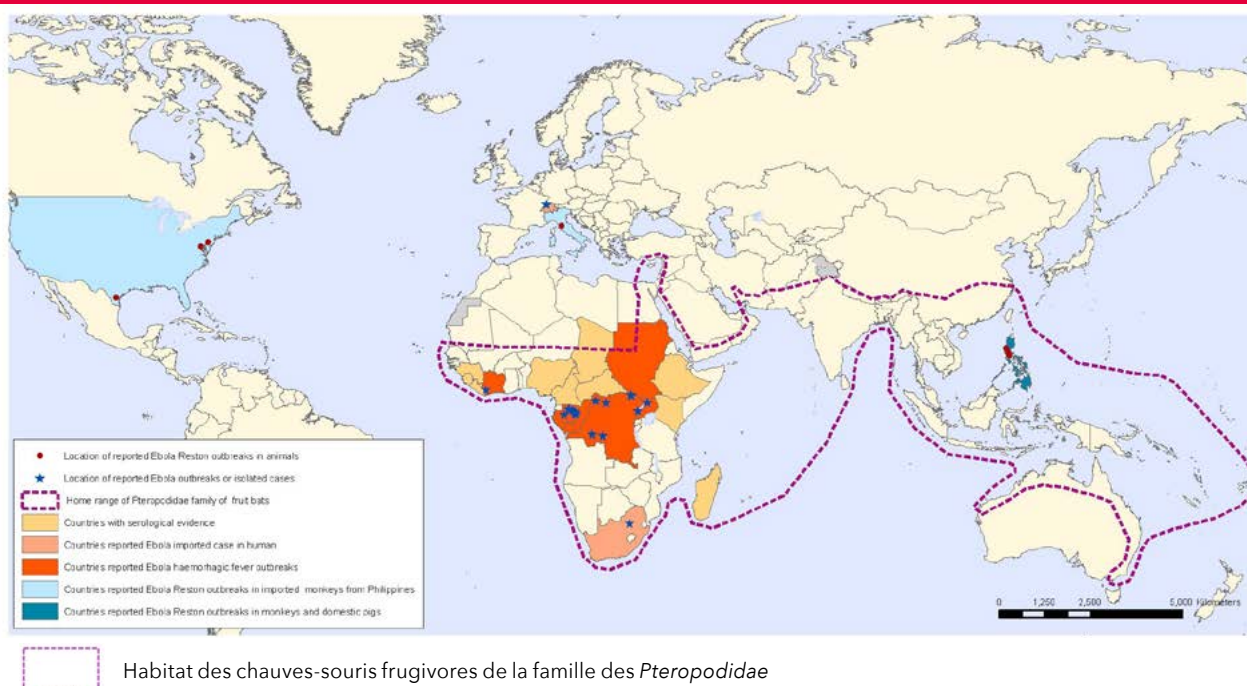 Location of reported Ebola Reston outbreaks in animals
Location of reported Ebola outbreaks or isolated cases
Home range of Pteropodidae family of fruit bats
Countries with serological evidence
Countries reported Ebola imported case in human
Countries reported Ebola haemorhagic fever outbreaks
Countries reported Ebola Reston outbreaks in imported monkeys from Philippines
Countries reported Ebola Reston outbreaks in monkeys and domestic pigs
0 1,250 2,500 5,000 Kilometers
Habitat des chauves-souris frugivores de la famille des Pteropodidae